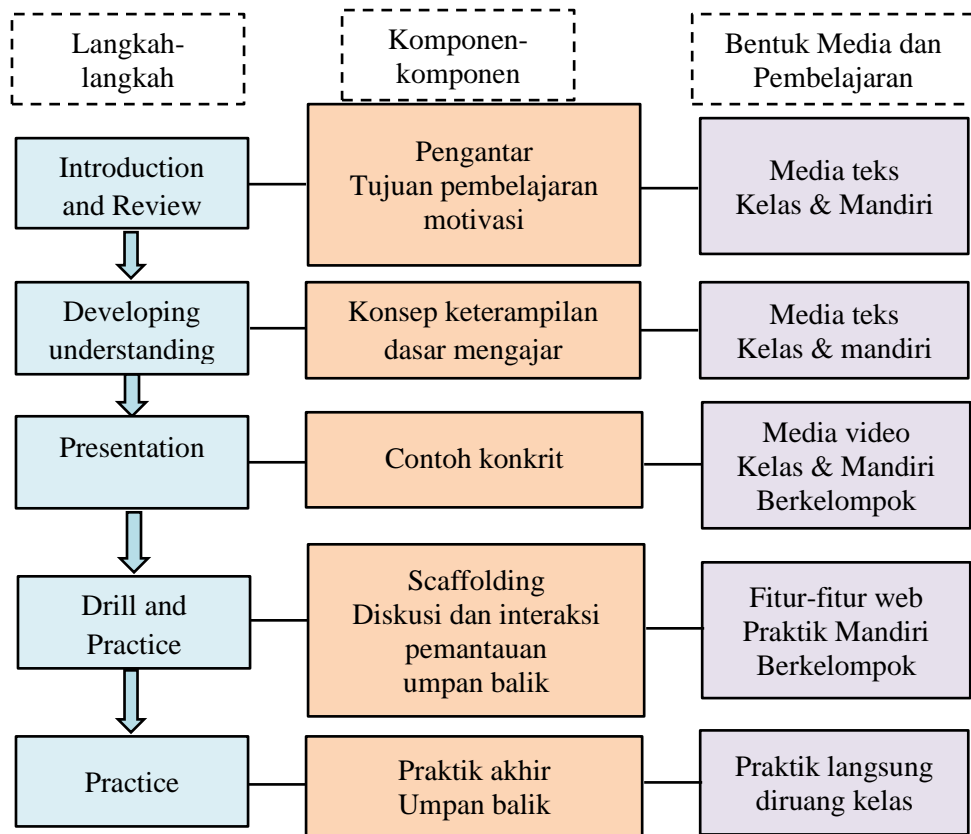 Langkah-
langkah
Komponen-
komponen
Bentuk Media dan
Pembelajaran
Introduction
and Review
Pengantar
Tujuan pembelajaran
motivasi
Media teks
Kelas & Mandiri
Developing
understanding
Konsep keterampilan
dasar mengajar
Media teks
Kelas & mandiri
Presentation
Contoh konkrit
Media video
Kelas & Mandiri
Berkelompok
Drill and
Practice
Scaffolding
Diskusi dan interaksi
pemantauan
umpan balik
Fitur-fitur web
Praktik Mandiri
Berkelompok
Practice
Praktik akhir
Umpan balik
Praktik langsung
diruang kelas